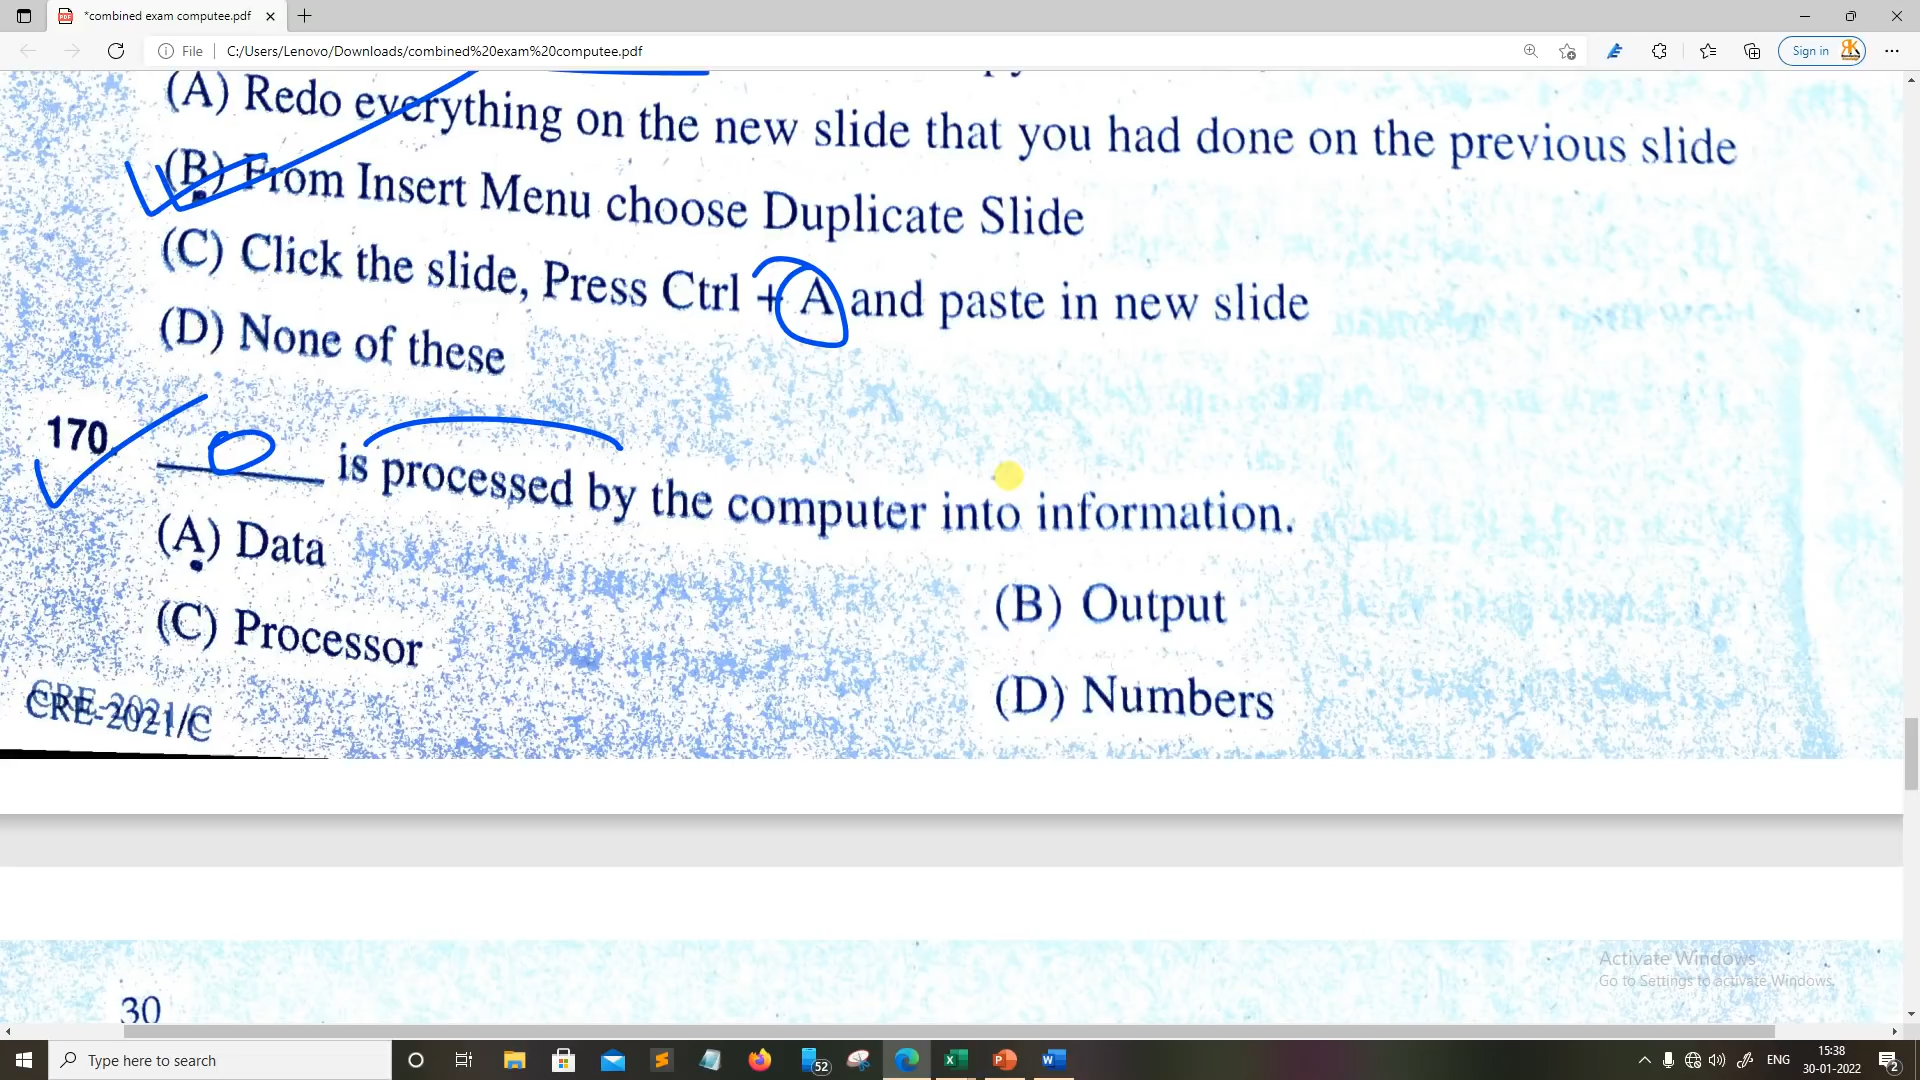 *combined exam computee.pdf
File
C:/Users/Lenovo/Downloads/combined%20exam%20computee.pdf
Sign in
(A) Redo everything on the new slide that you had done on the previous slide
(B) From Insert Menu choose Duplicate Slide
(C) Click the slide, Press Ctrl + A and paste in new slide
(D) None of these
170. ______ is processed by the computer into information.
(A) Data
(B) Output
(C) Processor
(D) Numbers
CRE-2021/C
30
Activate Windows
Go to Settings to activate Windows.
Type here to search
52
ENG
15:38
30-01-2022
2